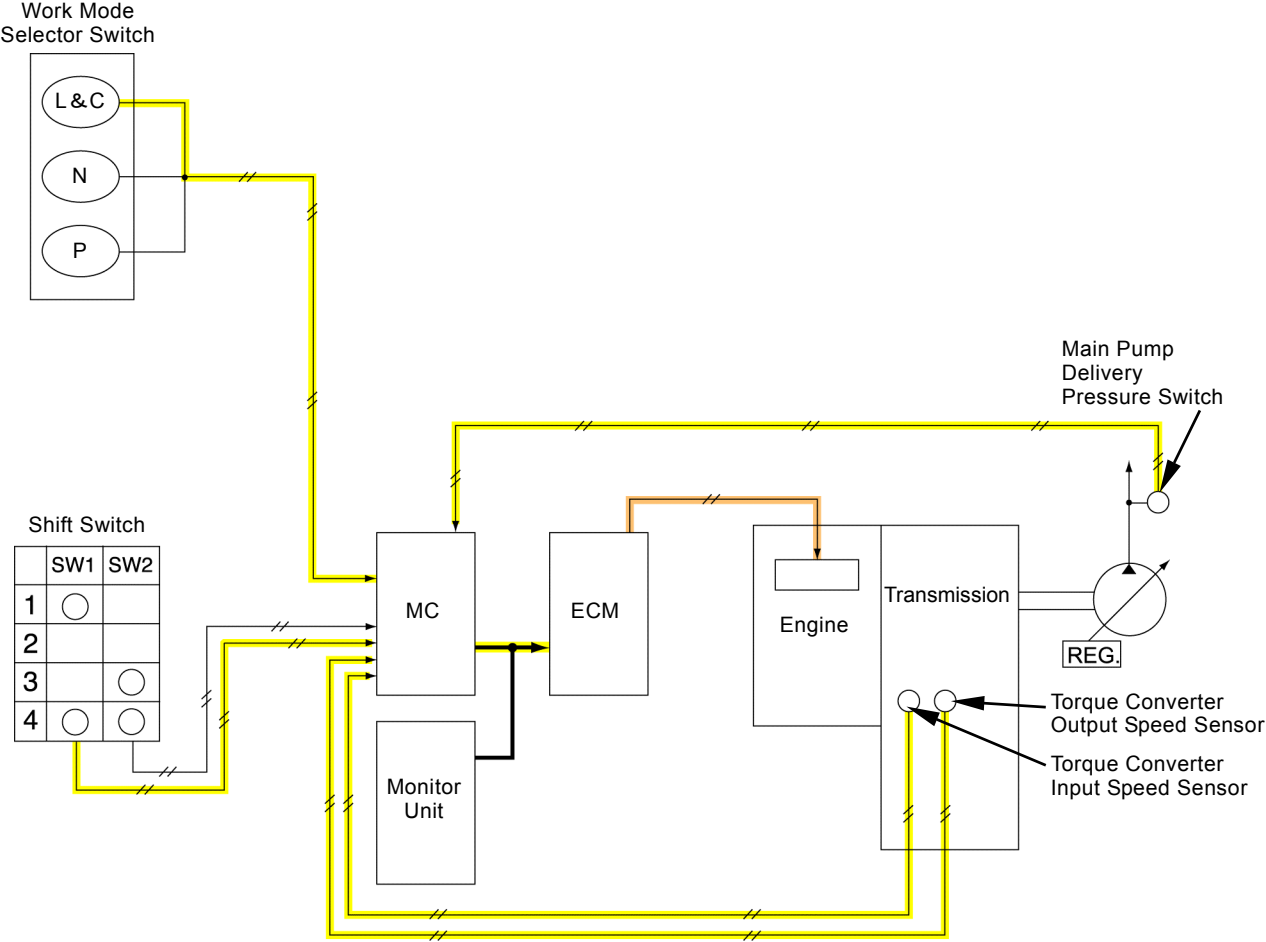 Work Mode
Selector Switch
L & C
N
P
Main Pump
Delivery
Pressure Switch
Shift Switch
SW1 SW2
1
2
3
4
MC
ECM
Engine
Transmission
REG.
Monitor
Unit
Torque Converter
Output Speed Sensor
Torque Converter
Input Speed Sensor